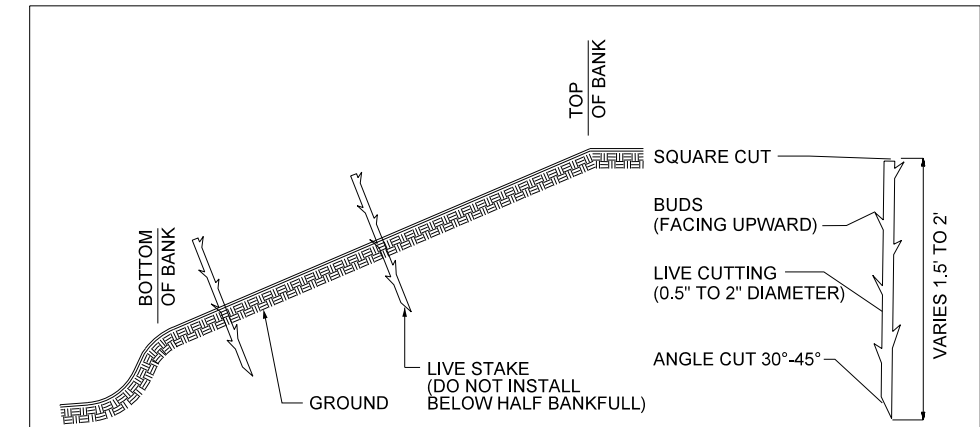 BOTTOM
OF BANK
TOP
OF BANK
LIVE STAKE
(DO NOT INSTALL
BELOW HALF BANKFULL)
GROUND
SQUARE CUT
BUDS
(FACING UPWARD)
LIVE CUTTING
(0.5" TO 2" DIAMETER)
ANGLE CUT 30°-45°
VARIES 1.5' TO 2'